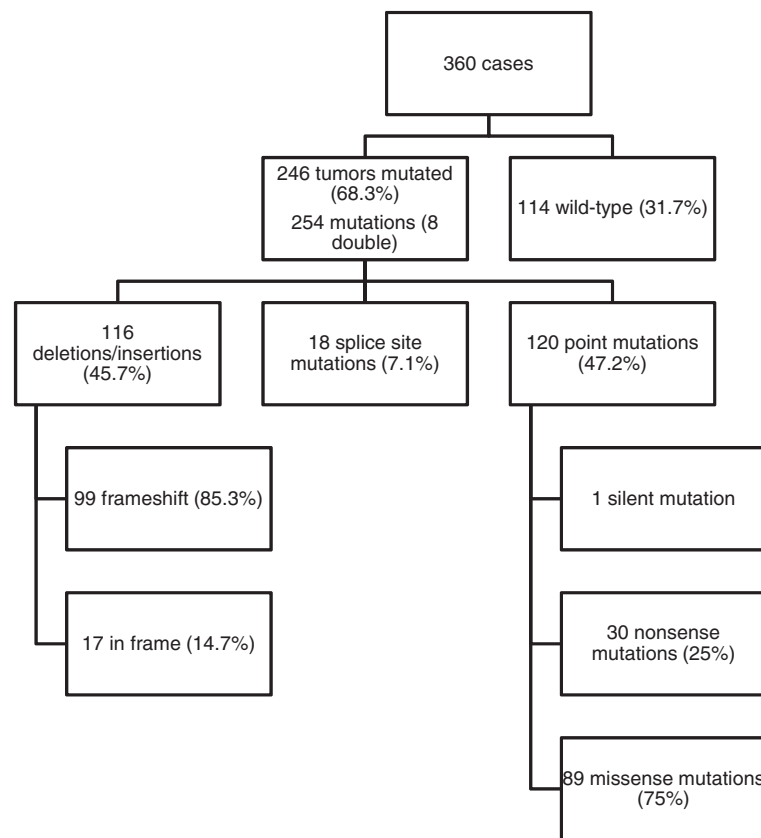 360 cases
246 tumors mutated
(68.3%)
254 mutations (8
double)
114 wild-type (31.7%)
116
deletions/insertions
(45.7%)
18 splice site
mutations (7.1%)
120 point mutations
(47.2%)
99 frameshift (85.3%)
1 silent mutation
17 in frame (14.7%)
30 nonsense
mutations (25%)
89 missense mutations
(75%)